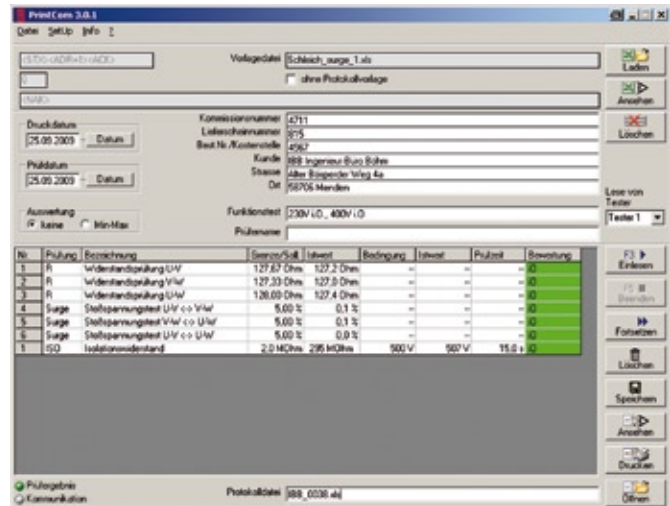 PrintCom 3.0.1
Datei SetUp Info ?
Vorlagedatei Schleich_surge_1.xls
ohne Protokollvorlage
0
<NAK>
Laden
Ansehen
Löschen
Druckdatum
25.09.2009 Datum
Prüfdatum
25.09.2009 Datum
Auswertung
keine Min-Max
Kommissionsnummer 4711
Lieferscheinnummer 815
Best.Nr./Kostenstelle 4967
Kunde IBB Ingenieur Büro Böhm
Strasse Alter Bösperder Weg 4a
Ort 58706 Menden
Funktionstest 230V i.O., 400V i.O
Prüfername
Lese von Tester
Tester 1
Nr. Prüfung Bezeichnung Grenze/Soll Istwert Bedingung Istwert Prüfzeit Bewertung
1 R Widerstandsprüfung U-V 127,67 Ohm 127,2 Ohm -- -- -- IO
2 R Widerstandsprüfung V-W 127,33 Ohm 127,0 Ohm -- -- -- IO
3 R Widerstandsprüfung U-W 128,00 Ohm 127,4 Ohm -- -- -- IO
4 Surge Stoßspannungstest U-V <-> V-W 5,00 % 0,1 % -- -- -- IO
5 Surge Stoßspannungstest V-W <-> U-W 5,00 % 0,1 % -- -- -- IO
6 Surge Stoßspannungstest U-V <-> U-W 5,00 % 0,0 % -- -- -- IO
1 ISO Isolationswiderstand 2,0 MOhm 295 MOhm 500 V 507 V 15,0 s IO
F3
Einlesen
F5
Beenden
Fortsetzen
Löschen
Speichern
Ansehen
Drucken
Öffnen
Prüfergebnis
Kommunikation
Protokolldatei IBB_0038.xls